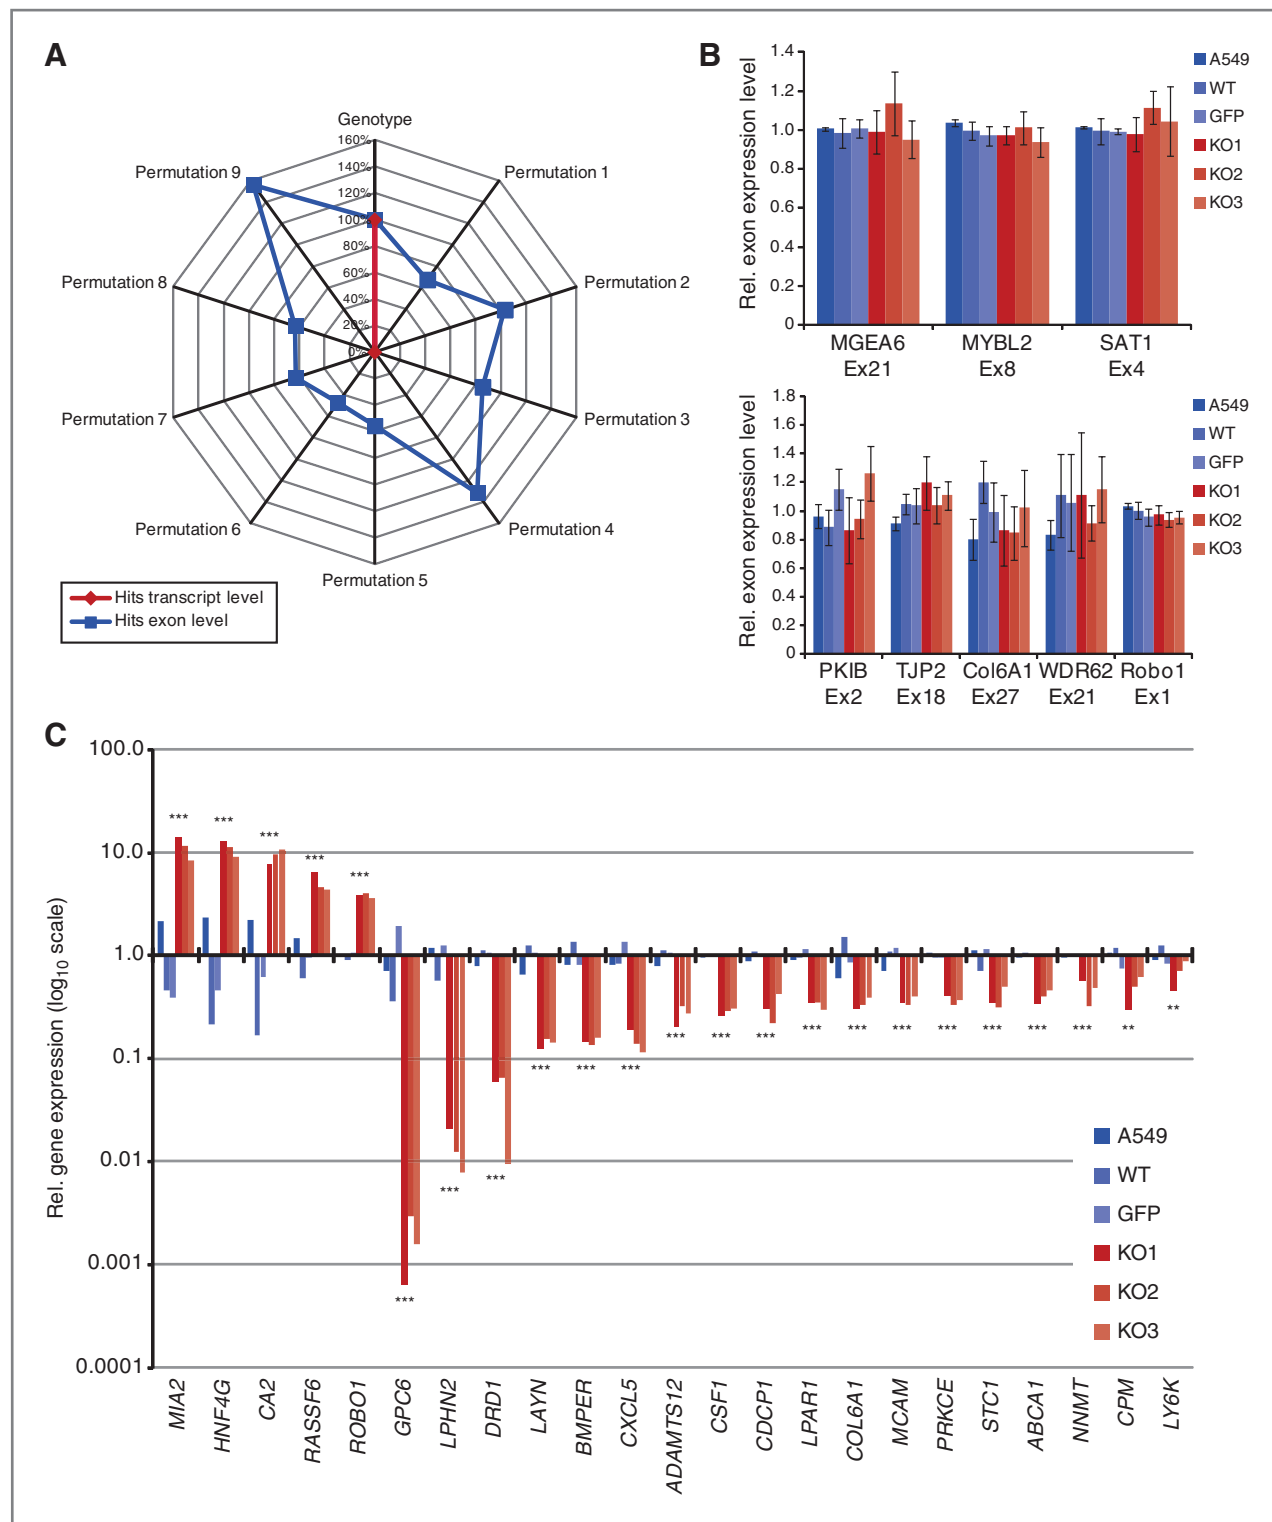 A
Genotype
160%
140%
120%
100%
80%
60%
40%
20%
0%
Permutation 1
Permutation 2
Permutation 3
Permutation 4
Permutation 5
Permutation 6
Permutation 7
Permutation 8
Permutation 9
Hits transcript level
Hits exon level
B
Rel. exon expression level
1.4
1.2
1.0
0.8
0.6
0.4
0.2
0
MGEA6 MYBL2 SAT1
Ex21 Ex8 Ex4
A549
WT
GFP
KO1
KO2
KO3
Rel. exon expression level
1.8
1.6
1.4
1.2
1.0
0.8
0.6
0.4
0.2
0
PKIB TJP2 Col6A1 WDR62 Robo1
Ex2 Ex18 Ex27 Ex21 Ex1
A549
WT
GFP
KO1
KO2
KO3
C
Rel. gene expression (log10 scale)
100.0
10.0
1.0
0.1
0.01
0.001
0.0001
*** *** *** *** *** *** *** *** *** *** *** *** *** *** *** *** *** *** *** *** *** ** **
A549
WT
GFP
KO1
KO2
KO3
MIA2
HNF4G
CA2
RASSF6
ROBO1
GPC6
LPHN2
DRD1
LAYN
BMPER
CXCL5
ADAMTS12
CSF1
CDCP1
LPAR1
COL6A1
MCAM
PRKCE
STC1
ABCA1
NNMT
CPM
LY6K